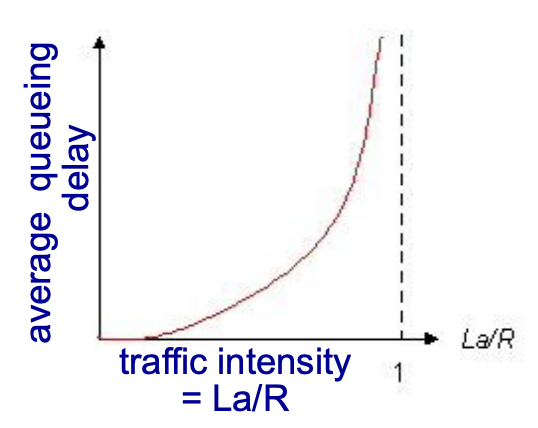 average queueing
delay
La/R
traffic intensity
1
= La/R